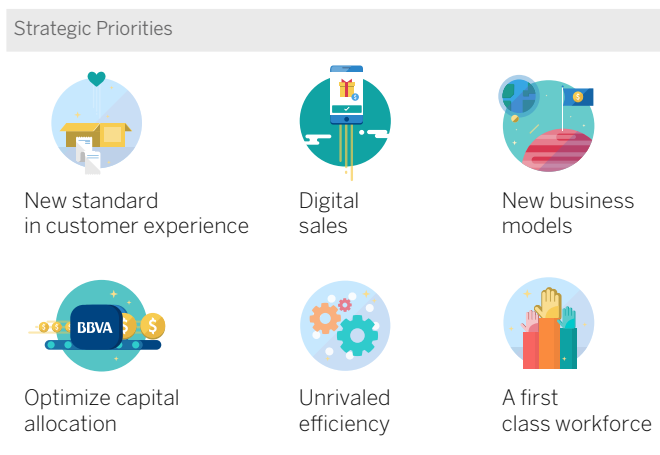 Strategic Priorities
New standard
in customer experience
Digital
sales
New business
models
BBVA
Optimize capital
allocation
Unrivaled
efficiency
A first
class workforce